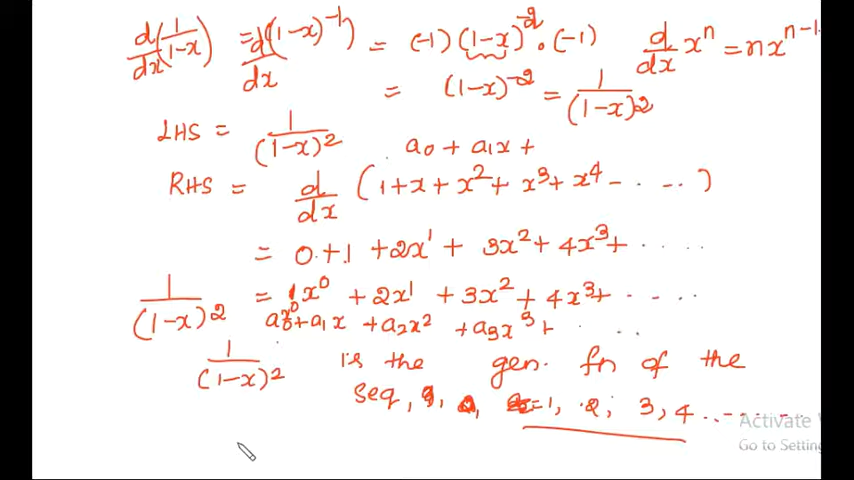 d/dx (1/1-x) = d/dx (1-x)^-1) = (-1) (1-x)^-2 . (-1) d/dx x^n = nx^n-1
= (1-x)^-2 = 1/(1-x)2
LHS = 1/(1-x)2
a0 + a1x +
RHS = d/dx (1+x+x^2+ x^3+ x^4 - . . . . )
= 0.+1 +2x^1 + 3x^2 + 4x^3+ . . . .
1/(1-x)2 = 1x^0 + 2x^1 + 3x^2 + 4x^3+ . . . .
a0x^0+a1x +a2x^2 +a3x^3+ . . .
1/(1-x)2 is the gen. fn of the
seq, =1, 2, 3, 4 . . . . .
Activate
Go to Setting